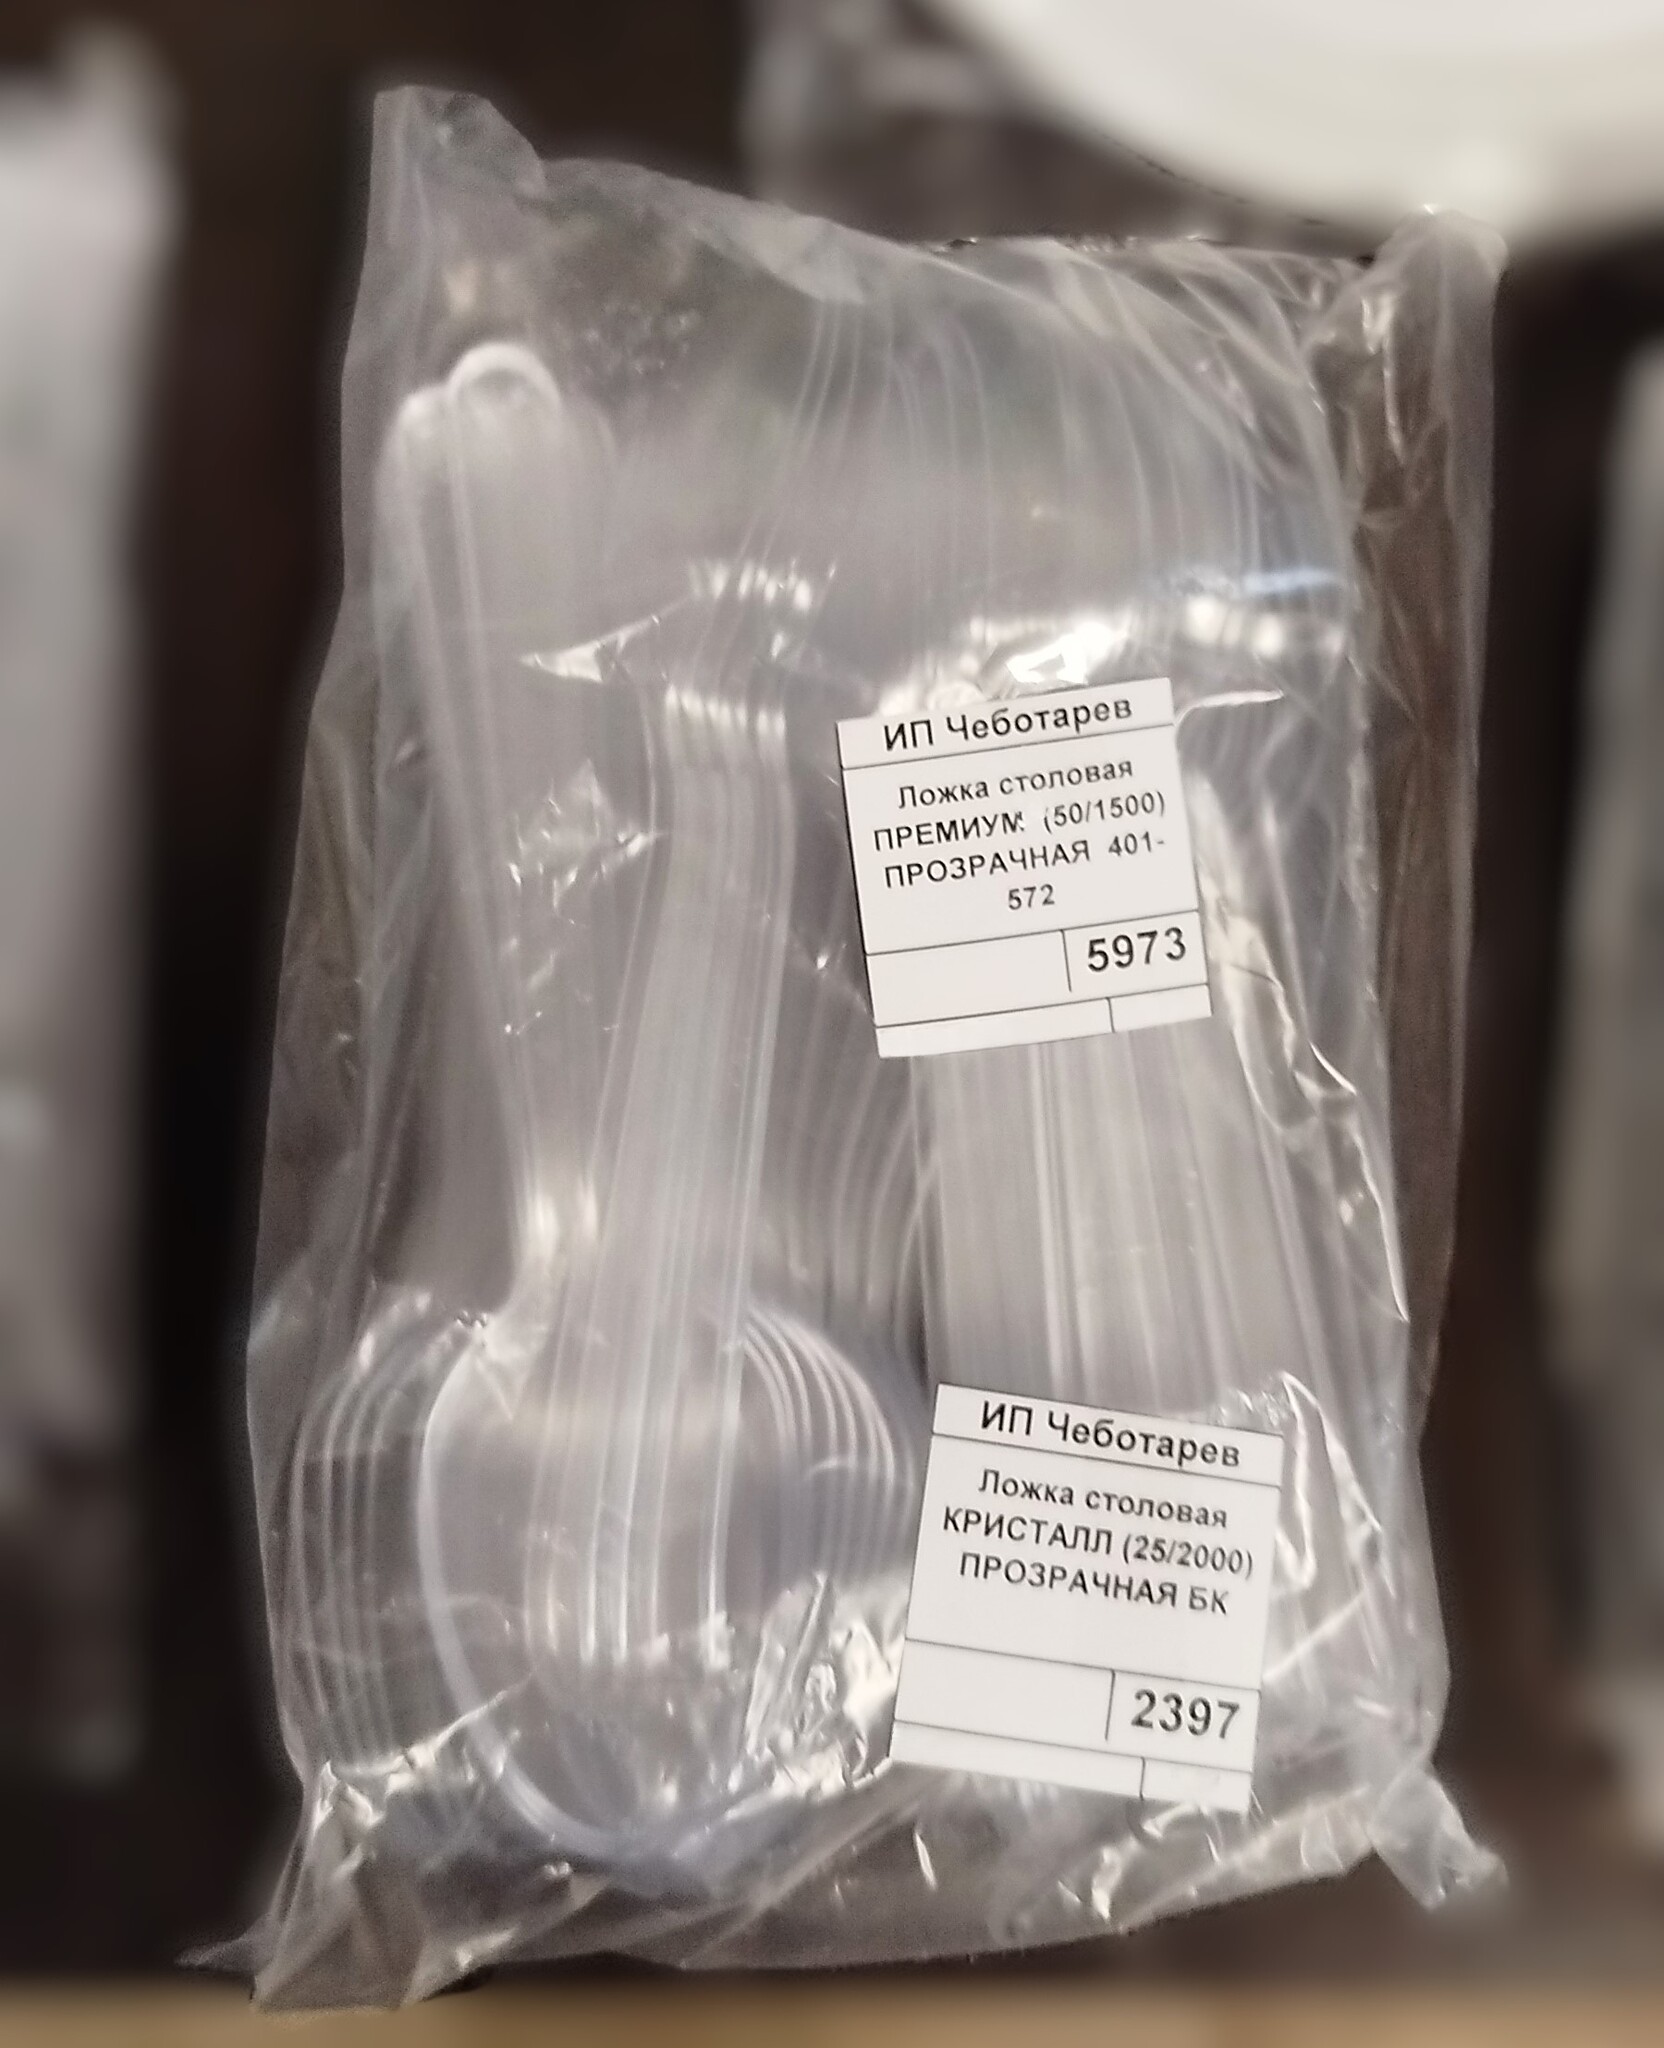 ИП Чеботарев
Ложка столовая
ПРЕМИУМ (50/1500)
ПРОЗРАЧНАЯ 401-
572
5973
ИП Чеботарев
Ложка столовая
КРИСТАЛЛ (25/2000)
ПРОЗРАЧНАЯ БК
2397